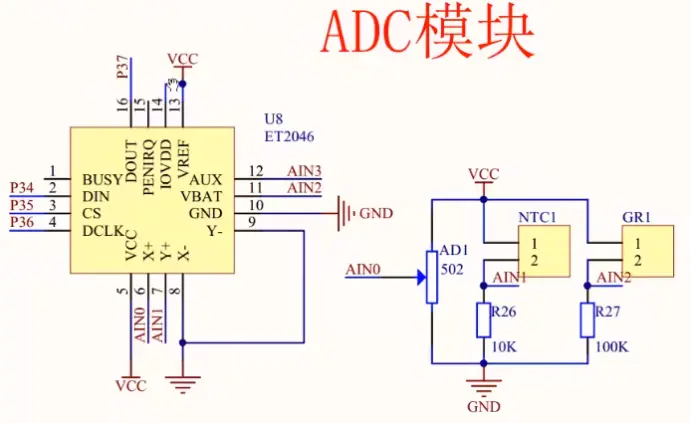 ADC模块
P37
VCC
16
15
14
13
U8
ET2046
DOUT
PENIRQ
IOVDD
VREF
1
BUSY
AUX
12
AIN3
P34
2
DIN
VBAT
11
AIN2
P35
3
CS
GND
10
GND
P36
4
DCLK
Y-
9
VCC
X+
Y+
X-
5
6
7
8
AIN0
AIN1
VCC
VCC
NTC1
GR1
1
2
1
2
AD1
502
AIN0
AIN1
AIN2
R26
R27
10K
100K
GND